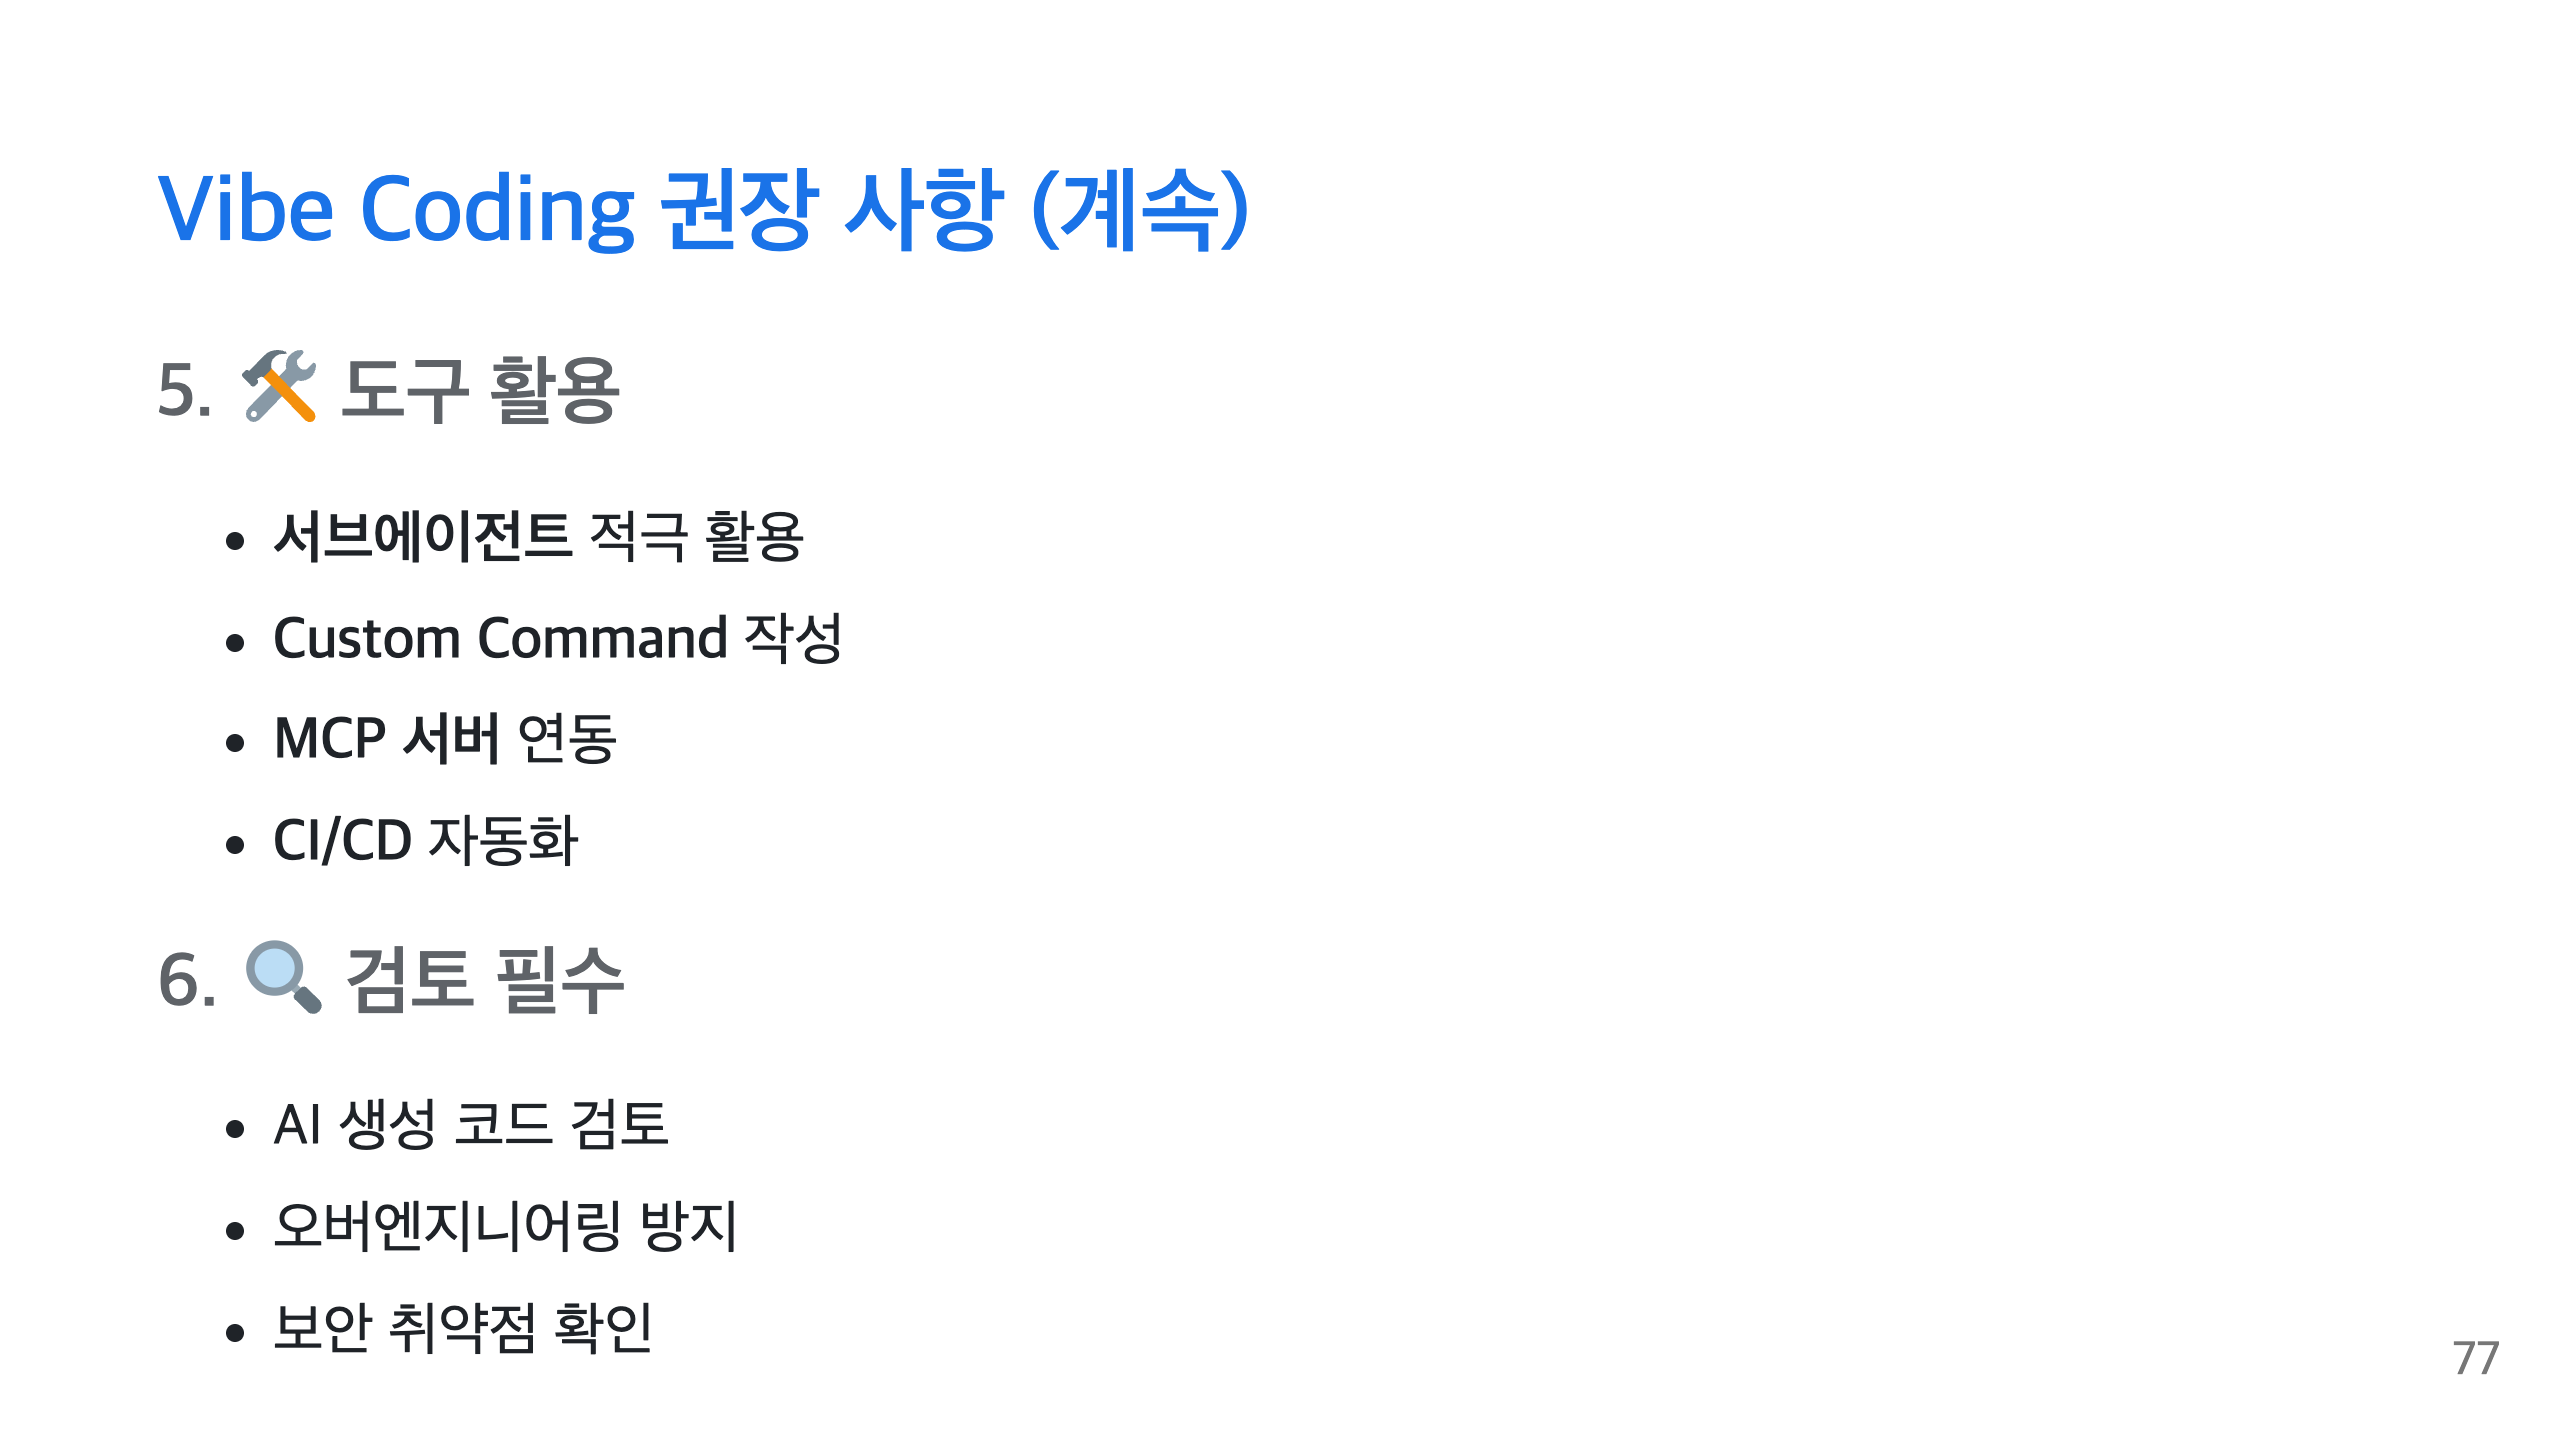 Vibe Coding 권장 사항 (계속)
5. 🛠️ 도구 활용
• 서브에이전트 적극 활용
• Custom Command 작성
• MCP 서버 연동
• CI/CD 자동화
6. 🔍 검토 필수
• AI 생성 코드 검토
• 오버엔지니어링 방지
• 보안 취약점 확인
77